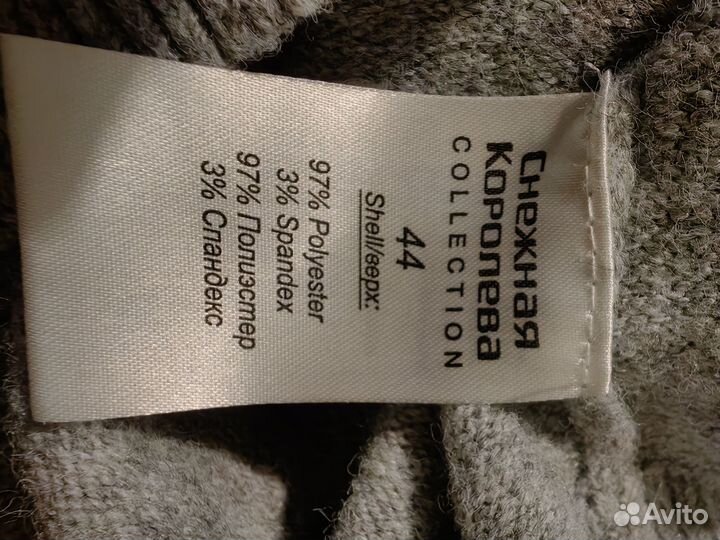 Снежная
Королева
COLLECTION
44
Shell/верх:
97% Polyester
3% Spandex
97% Полиэстер
3% Спандекс
Avito